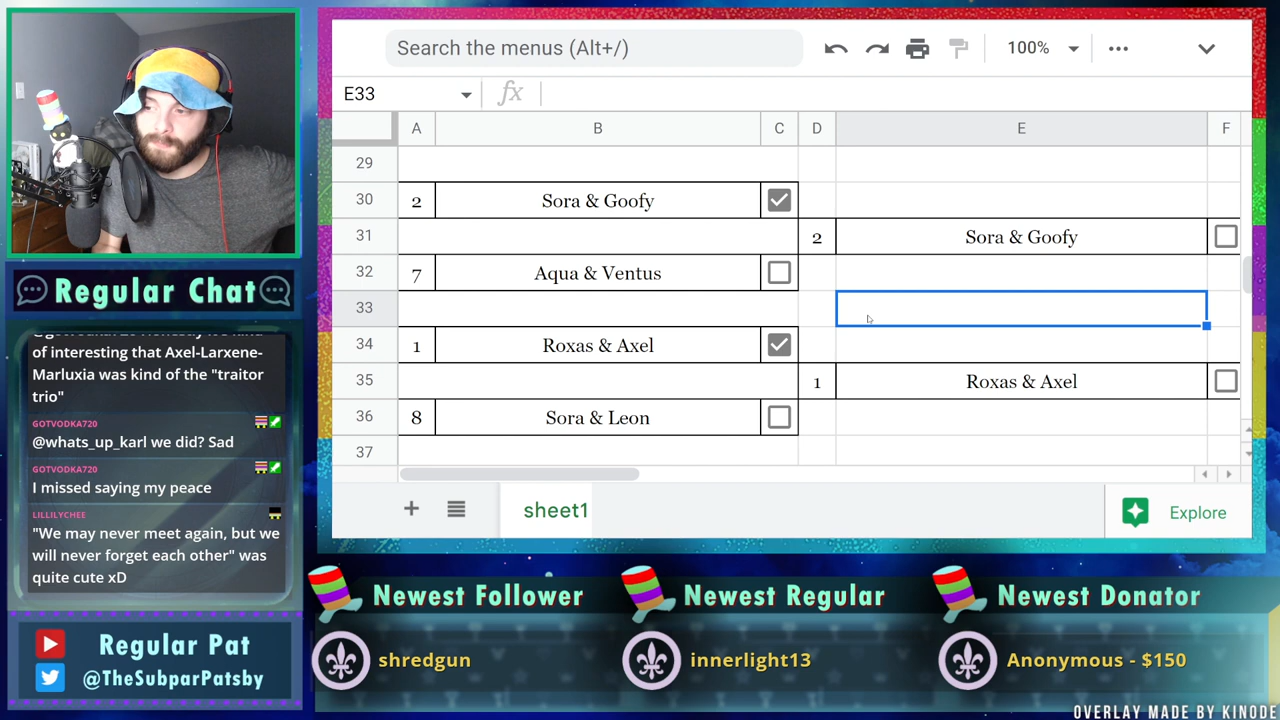 Search the menus (Alt+/)
100%
E33
fx
A B C D E F
29
30 2 Sora & Goofy
31 2 Sora & Goofy
32 7 Aqua & Ventus
33
34 1 Roxas & Axel
35 1 Roxas & Axel
36 8 Sora & Leon
37
sheet1
Explore
Regular Chat
of interesting that Axel-Larxene-
Marluxia was kind of the "traitor
trio"
GOTVODKA720
@whats_up_karl we did? Sad
GOTVODKA720
I missed saying my peace
LILLILYCHEE
"We may never meet again, but we
will never forget each other" was
quite cute xD
Regular Pat
@TheSubparPatsby
Newest Follower
shredgun
Newest Regular
innerlight13
Newest Donator
Anonymous - $150
OVERLAY MADE BY KINODE